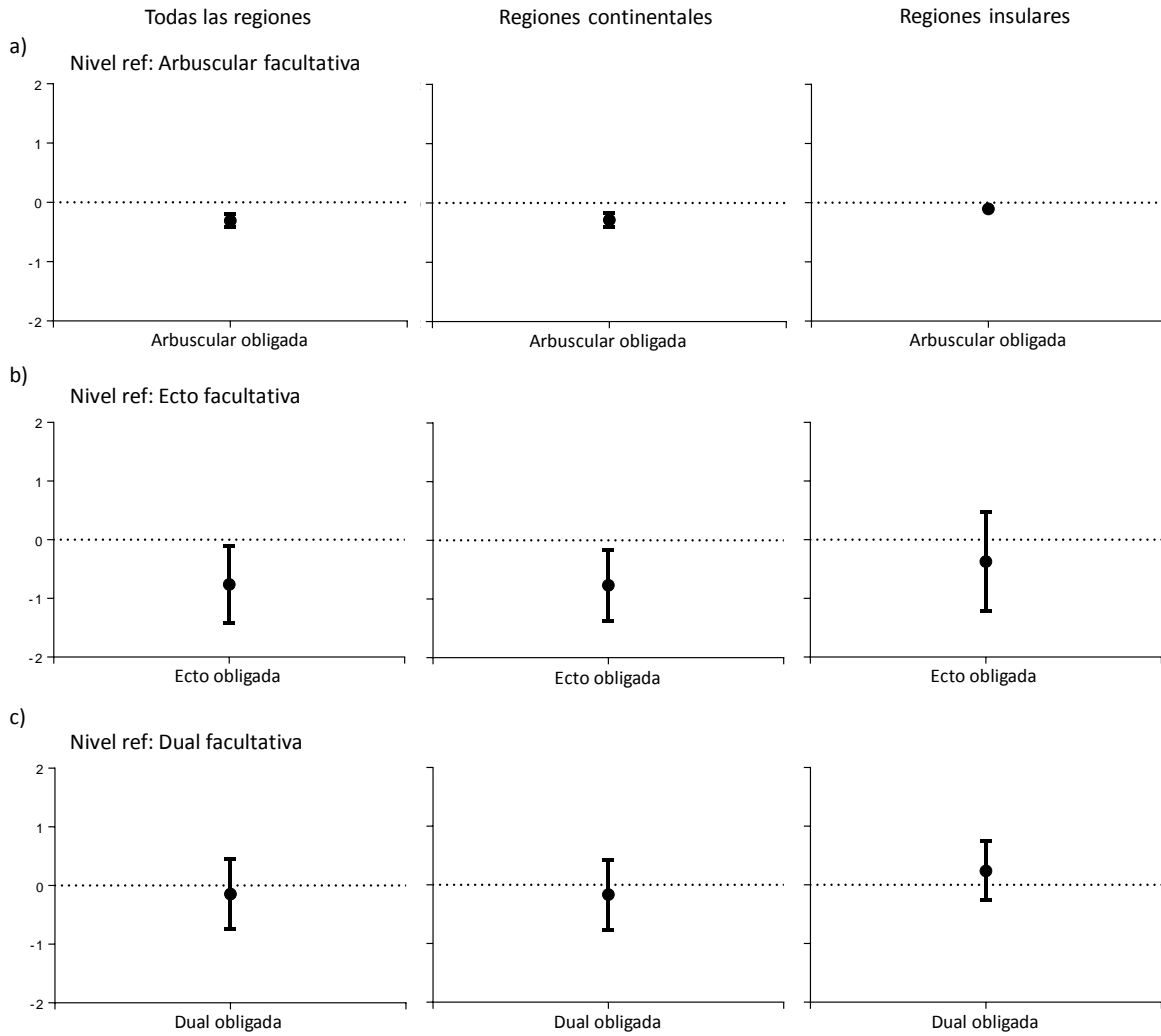 Todas las regiones Regiones continentales Regiones insulares
a)
Nivel ref: Arbuscular facultativa
2
1
0
-1
-2
Arbuscular obligada Arbuscular obligada Arbuscular obligada
b)
Nivel ref: Ecto facultativa
2
1
0
-1
-2
Ecto obligada Ecto obligada Ecto obligada
c)
Nivel ref: Dual facultativa
2
1
0
-1
-2
Dual obligada Dual obligada Dual obligada